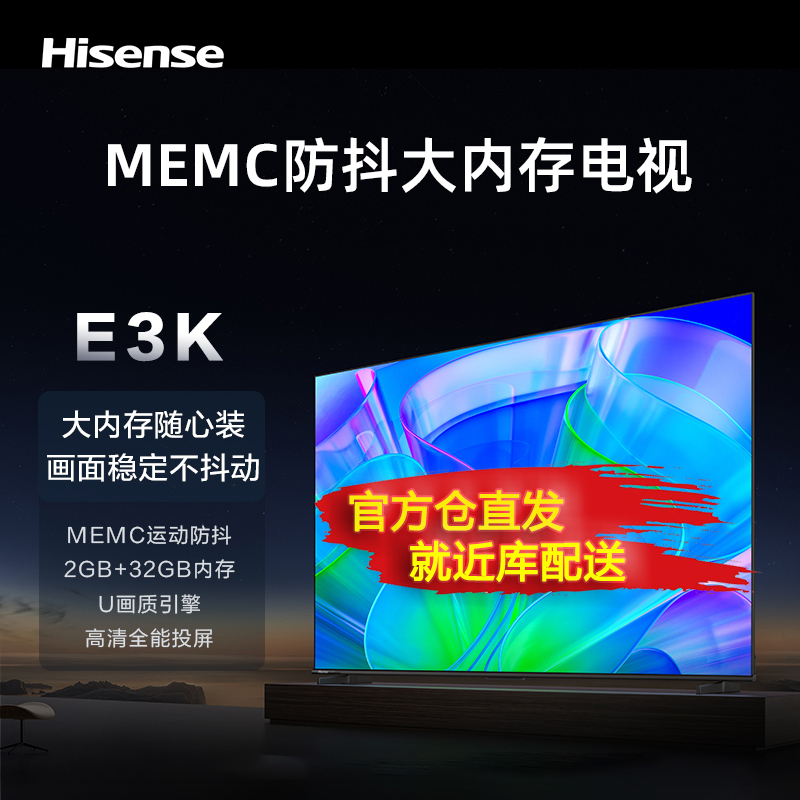 Hisense
MEMC防抖大内存电视
E3K
大内存随心装
画面稳定不抖动
MEMC运动防抖
2GB+32GB内存
U画质引擎
高清全能投屏
官方仓直发
就近库配送